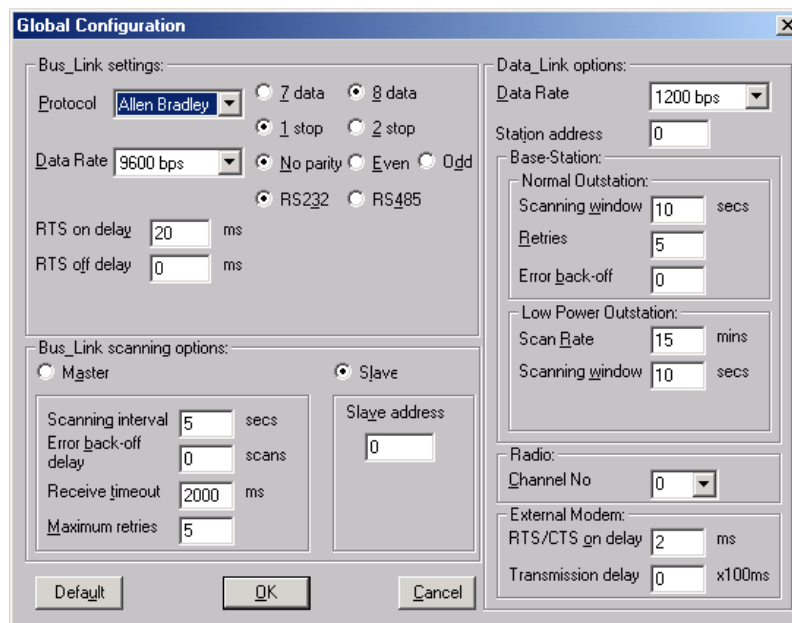 Global Configuration
Bus_Link settings:
Protocol Allen Bradley
7 data 8 data
1 stop 2 stop
Data Rate 9600 bps
No parity Even Odd
RS232 RS485
RTS on delay 20 ms
RTS off delay 0 ms
Bus_Link scanning options:
Master
Slave
Scanning interval 5 secs
Error back-off
delay 0 scans
Receive timeout 2000 ms
Maximum retries 5
Slave address
0
Default
OK
Cancel
Data_Link options:
Data Rate 1200 bps
Station address 0
Base-Station:
Normal Outstation:
Scanning window 10 secs
Retries 5
Error back-off 0
Low Power Outstation:
Scan Rate 15 mins
Scanning window 10 secs
Radio:
Channel No 0
External Modem:
RTS/CTS on delay 2 ms
Transmission delay 0 x100ms